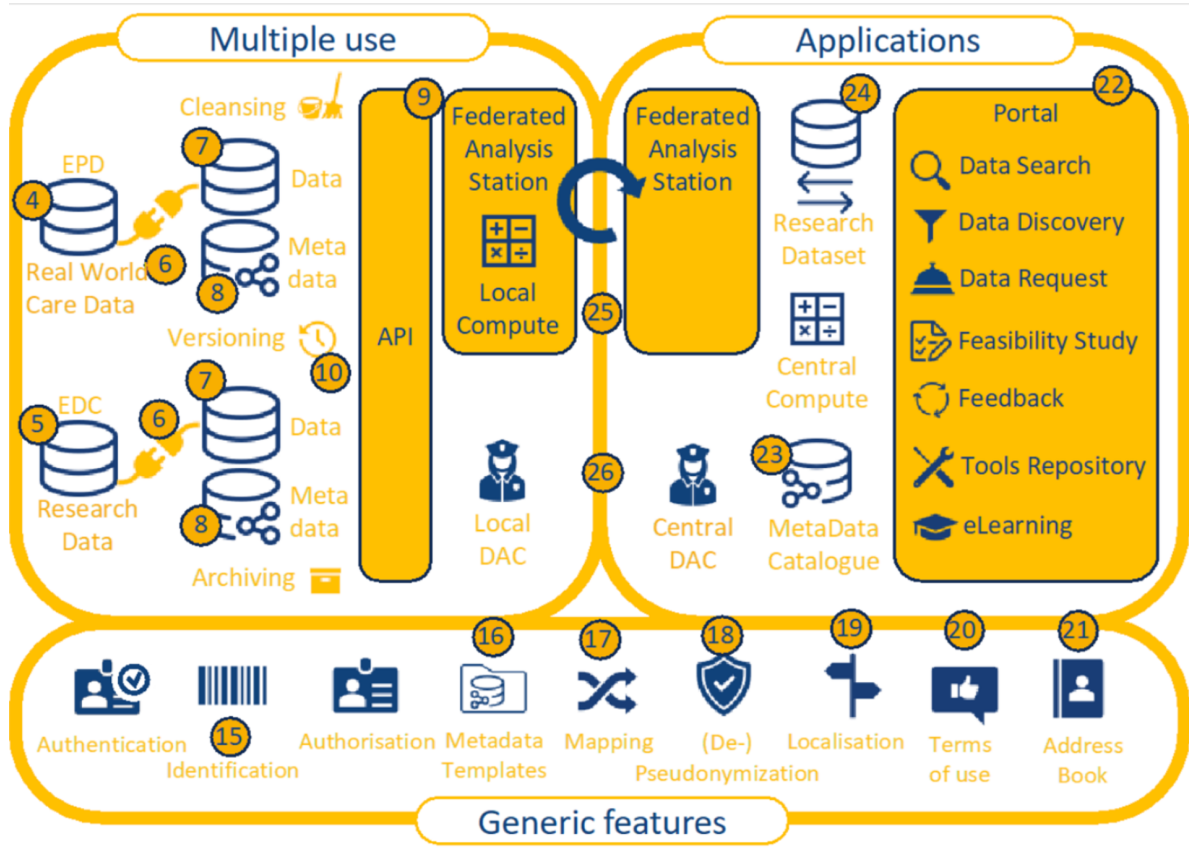 Multiple use
Cleansing
4
EPD
Real World
Care Data
6
7
Data
8
Meta
data
Versioning
10
5
EDC
Research
Data
6
7
Data
8
Meta
data
Archiving
API
9
Federated
Analysis
Station
Local
Compute
Local
DAC
25
26
Applications
Federated
Analysis
Station
Central
DAC
24
Research
Dataset
Central
Compute
23
MetaData
Catalogue
22
Portal
Data Search
Data Discovery
Data Request
Feasibility Study
Feedback
Tools Repository
eLearning
Authentication
15
Identification
Authorisation
16
Metadata
Templates
17
Mapping
18
(De-)
Pseudonymization
19
Localisation
20
Terms
of use
21
Address
Book
Generic features